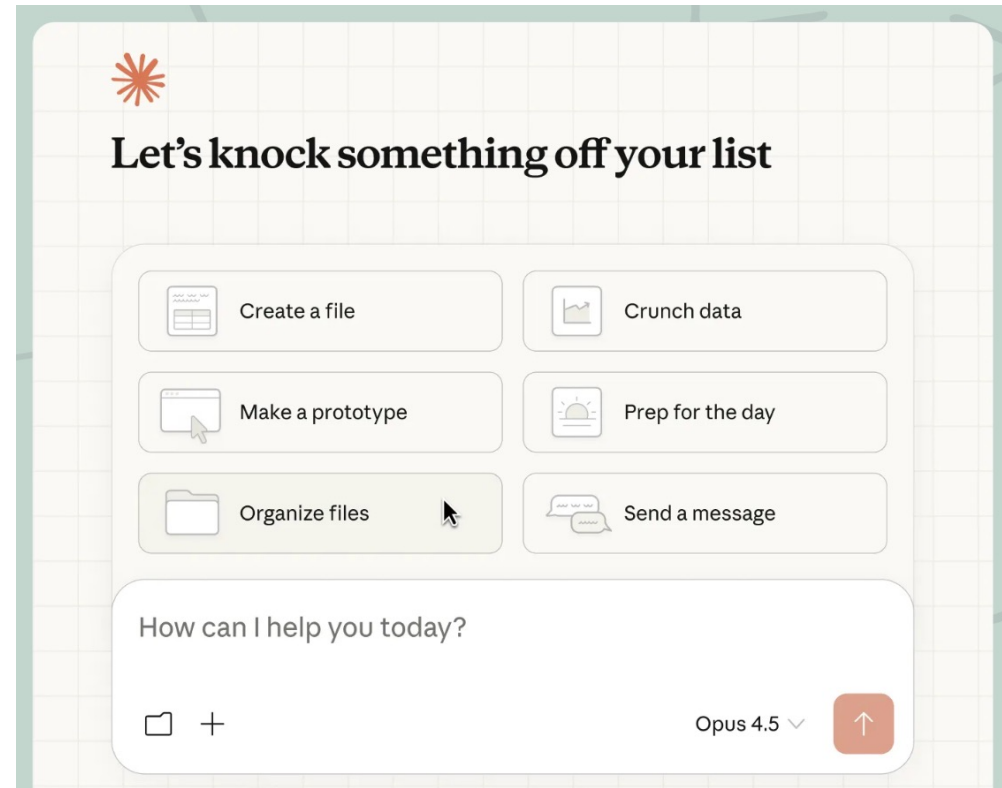 Let's knock something off your list
Create a file
Crunch data
Make a prototype
Prep for the day
Organize files
Send a message
How can I help you today?
Opus 4.5